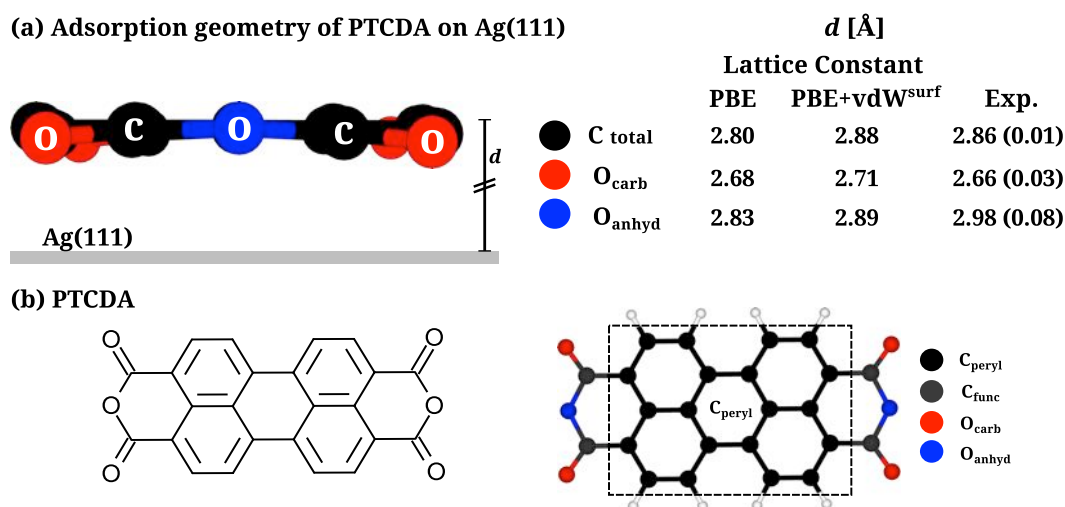 (a) Adsorption geometry of PTCDA on Ag(111)
d [Å]
Lattice Constant
PBE PBE+vdW^surf Exp.
O C O C O
d
C total 2.80 2.88 2.86 (0.01)
O_carb 2.68 2.71 2.66 (0.03)
O_anhyd 2.83 2.89 2.98 (0.08)
Ag(111)
(b) PTCDA
O O
O O
O O
C_peryl
C_peryl
C_func
O_carb
O_anhyd